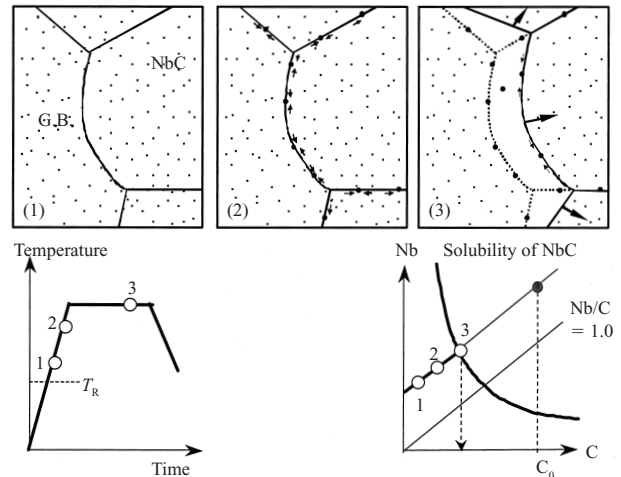 NbC
G.B.
(1)
(2)
(3)
Temperature
3
2
1
T_R
Time
Nb
Solubility of NbC
Nb/C
= 1.0
3
2
1
C
C₀